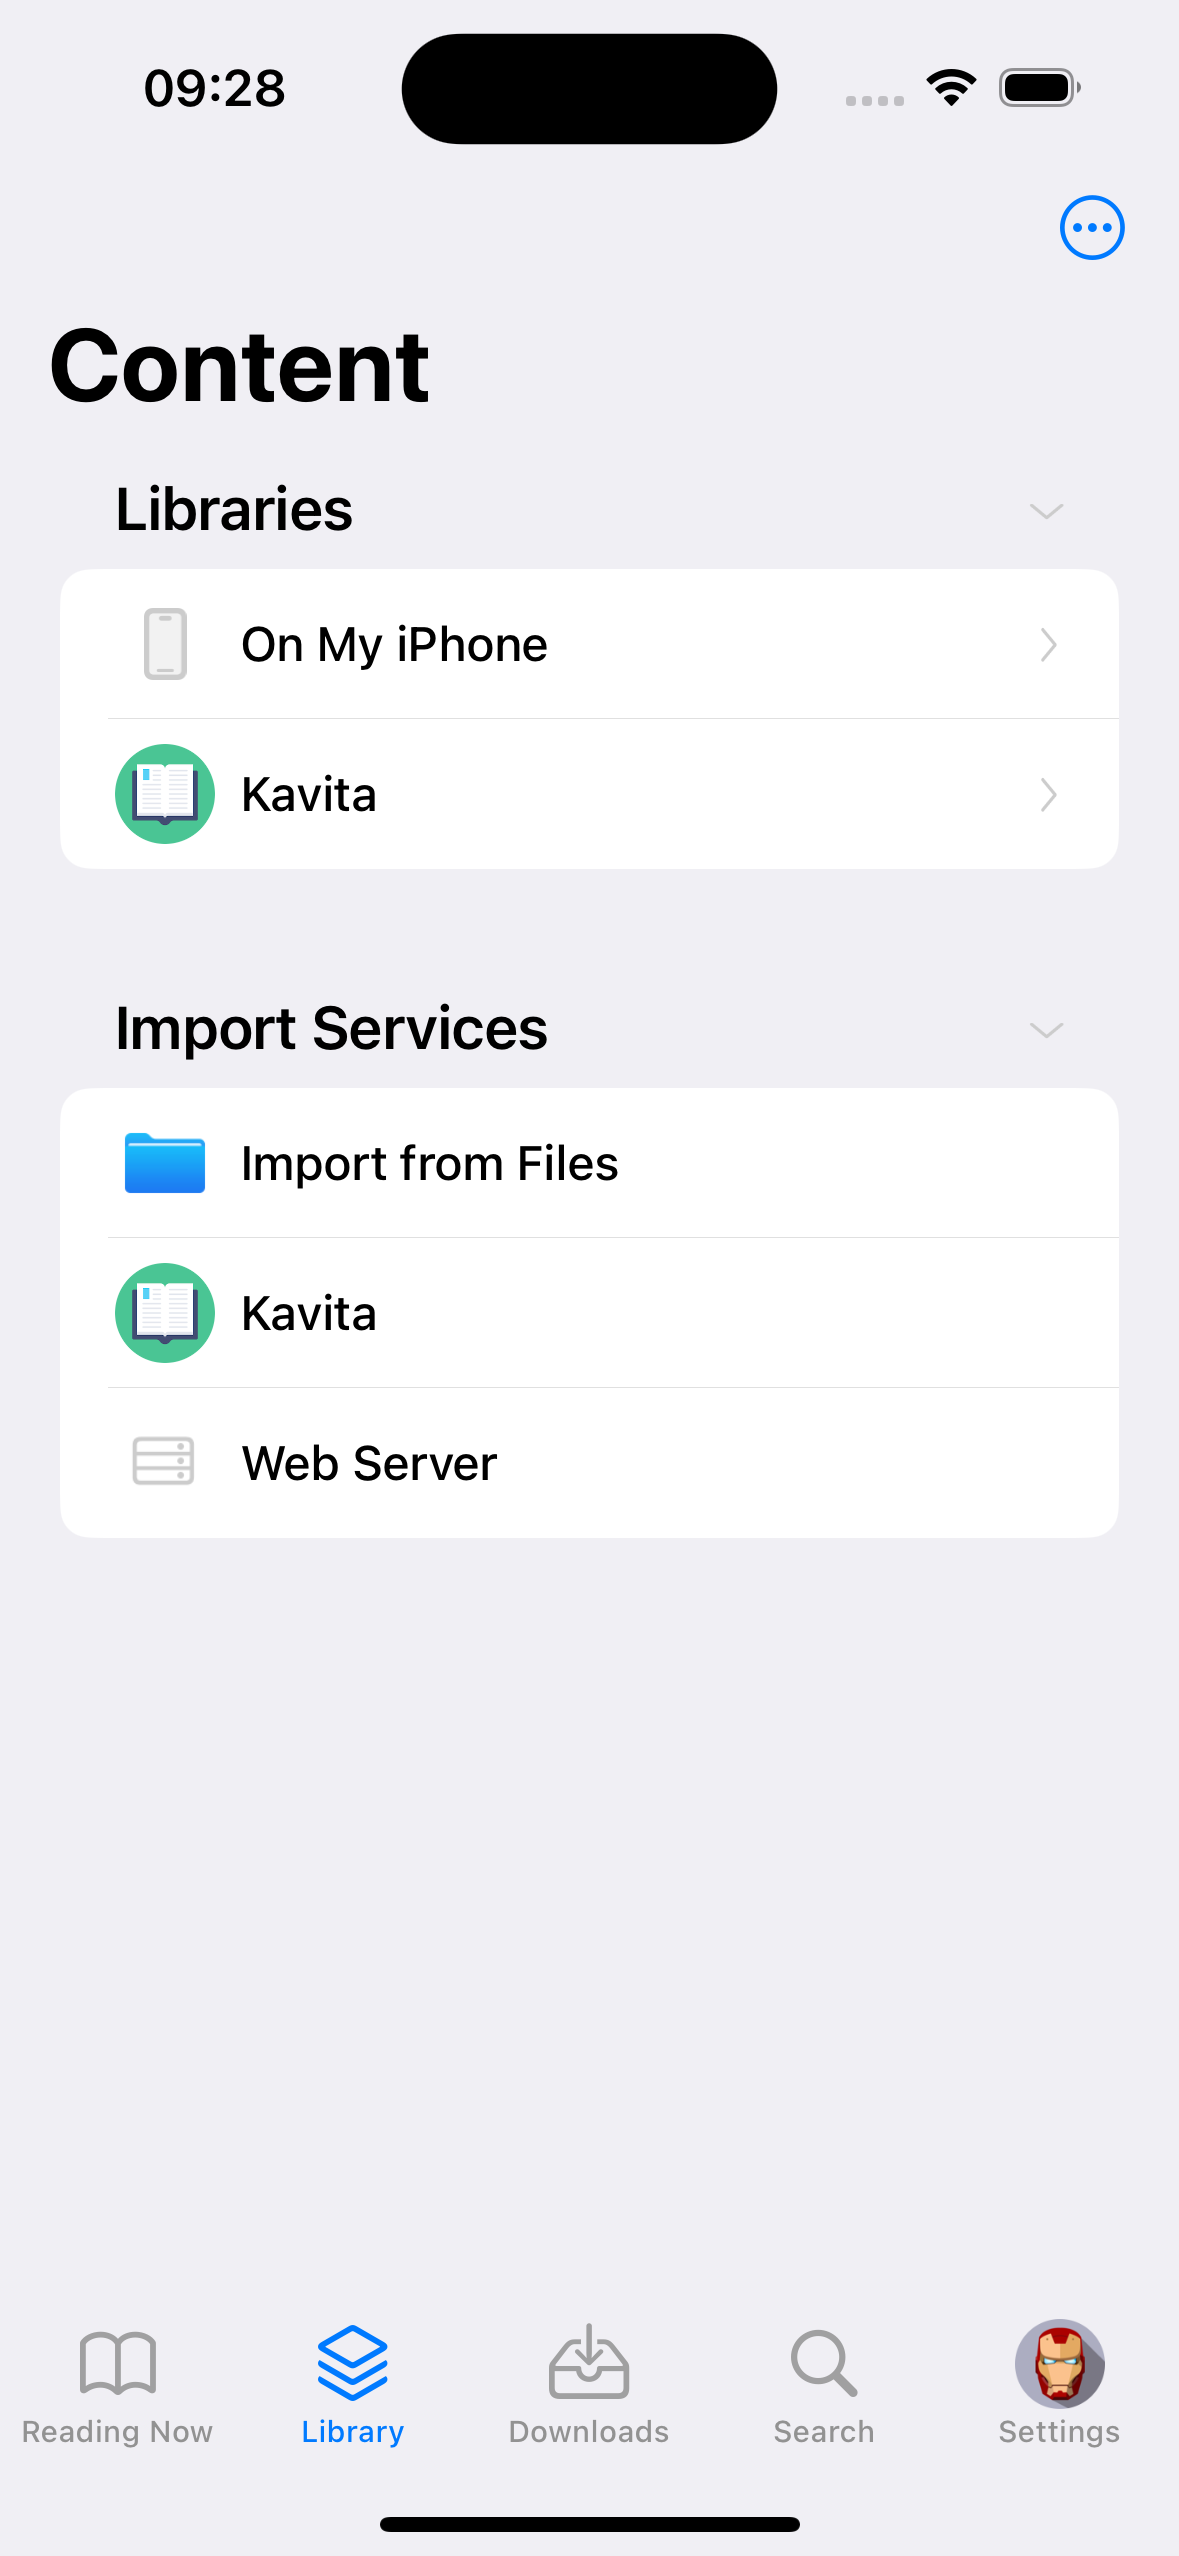 09:28
Content
Libraries
On My iPhone
Kavita
Import Services
Import from Files
Kavita
Web Server
Reading Now
Library
Downloads
Search
Settings